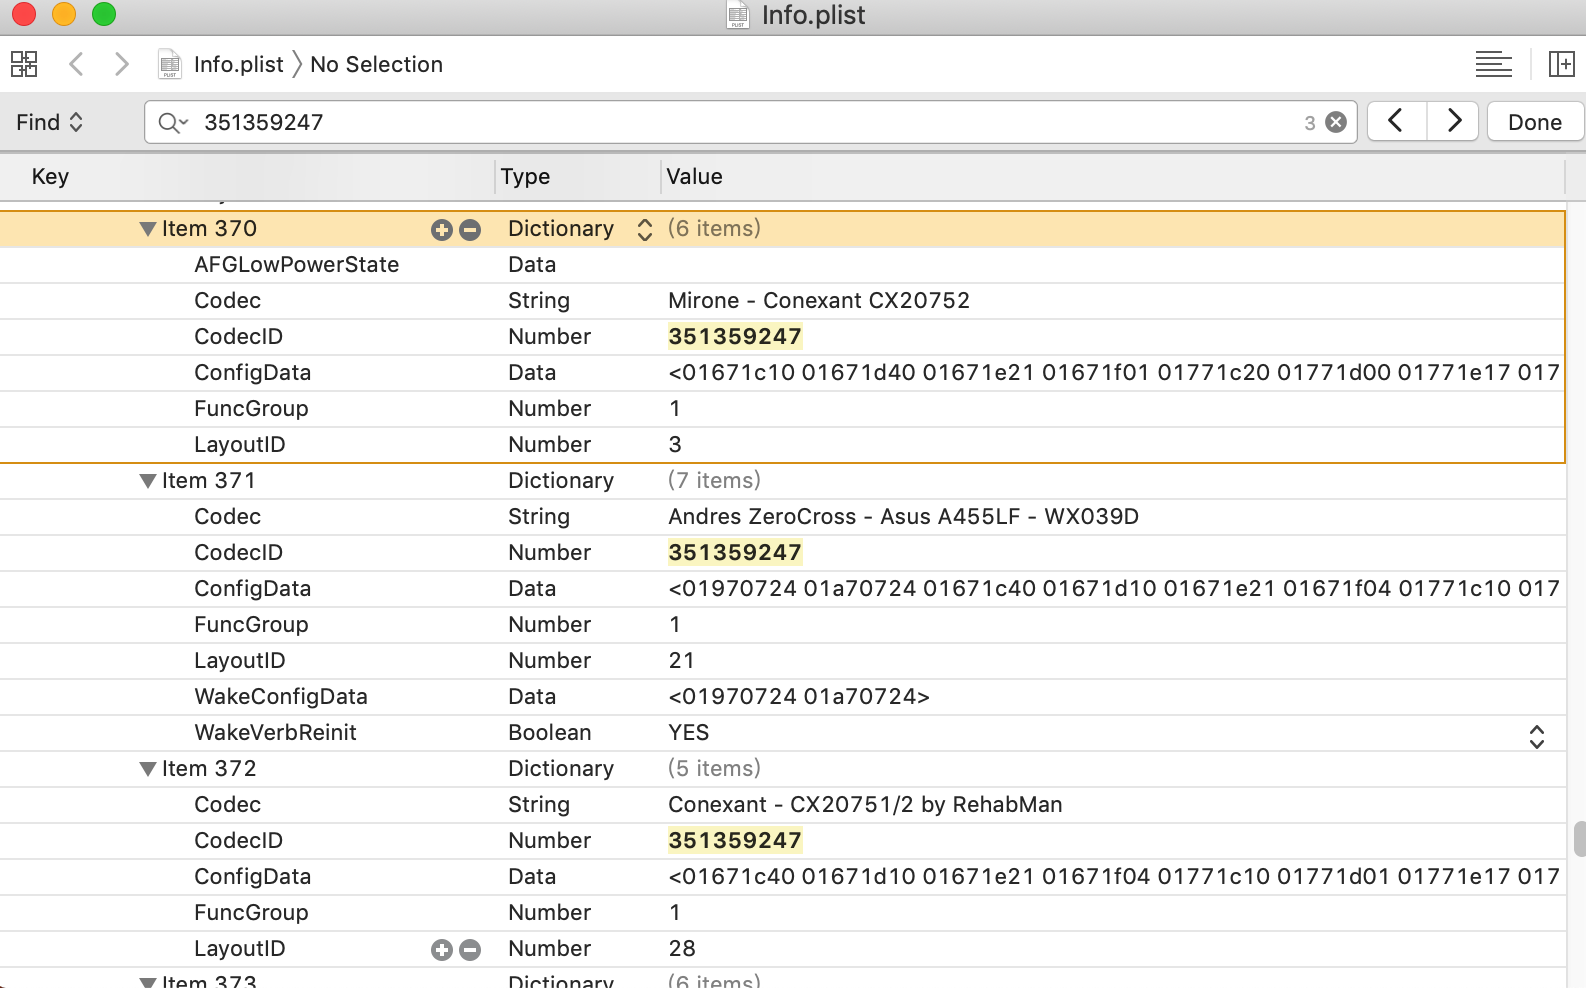 Info.plist
Info.plist 〉 No Selection
Find 351359247 3 Done
Key Type Value
Item 370 Dictionary (6 items)
AFGLowPowerState Data
Codec String Mirone - Conexant CX20752
CodecID Number 351359247
ConfigData Data <01671c10 01671d40 01671e21 01671f01 01771c20 01771d00 01771e17 017
FuncGroup Number 1
LayoutID Number 3
Item 371 Dictionary (7 items)
Codec String Andres ZeroCross - Asus A455LF - WX039D
CodecID Number 351359247
ConfigData Data <01970724 01a70724 01671c40 01671d10 01671e21 01671f04 01771c10 017
FuncGroup Number 1
LayoutID Number 21
WakeConfigData Data <01970724 01a70724>
WakeVerbReinit Boolean YES
Item 372 Dictionary (5 items)
Codec String Conexant - CX20751/2 by RehabMan
CodecID Number 351359247
ConfigData Data <01671c40 01671d10 01671e21 01671f04 01771c10 01771d01 01771e17 017
FuncGroup Number 1
LayoutID Number 28
Item 373 Dictionary (6 items)